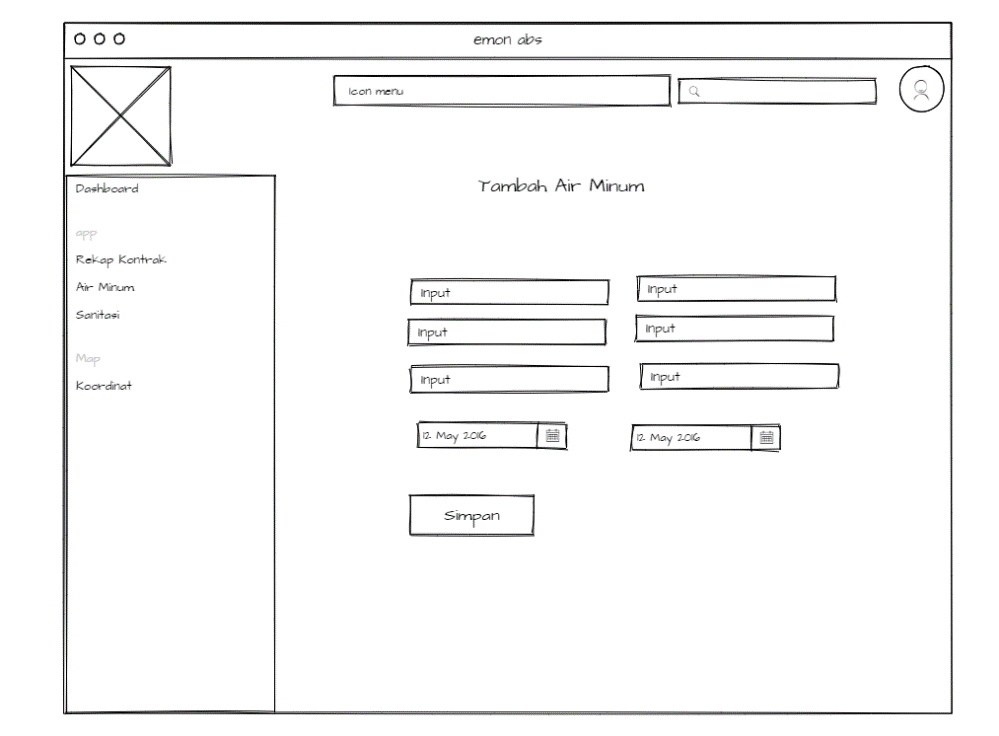 emon abs
Icon menu
Dashboard
Tambah Air Minum
app
Rekap Kontrak
Air Minum
Sanitasi
Map
Koordinat
Input
Input
Input
Input
Input
Input
12 May 2016
12 May 2016
Simpan